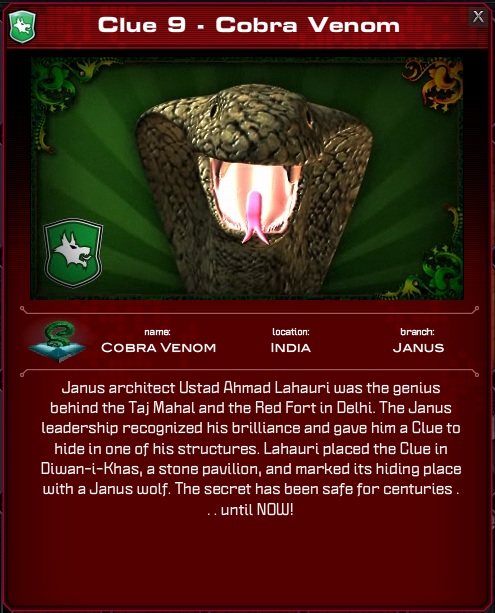 Clue 9 - Cobra Venom
X
name:
Cobra Venom
location:
India
branch:
Janus
Janus architect Ustad Ahmad Lahauri was the genius
behind the Taj Mahal and the Red Fort in Delhi. The Janus
leadership recognized his brilliance and gave him a Clue to
hide in one of his structures. Lahauri placed the Clue in
Diwan-i-Khas, a stone pavilion, and marked its hiding place
with a Janus wolf. The secret has been safe for centuries .
. . until NOW!